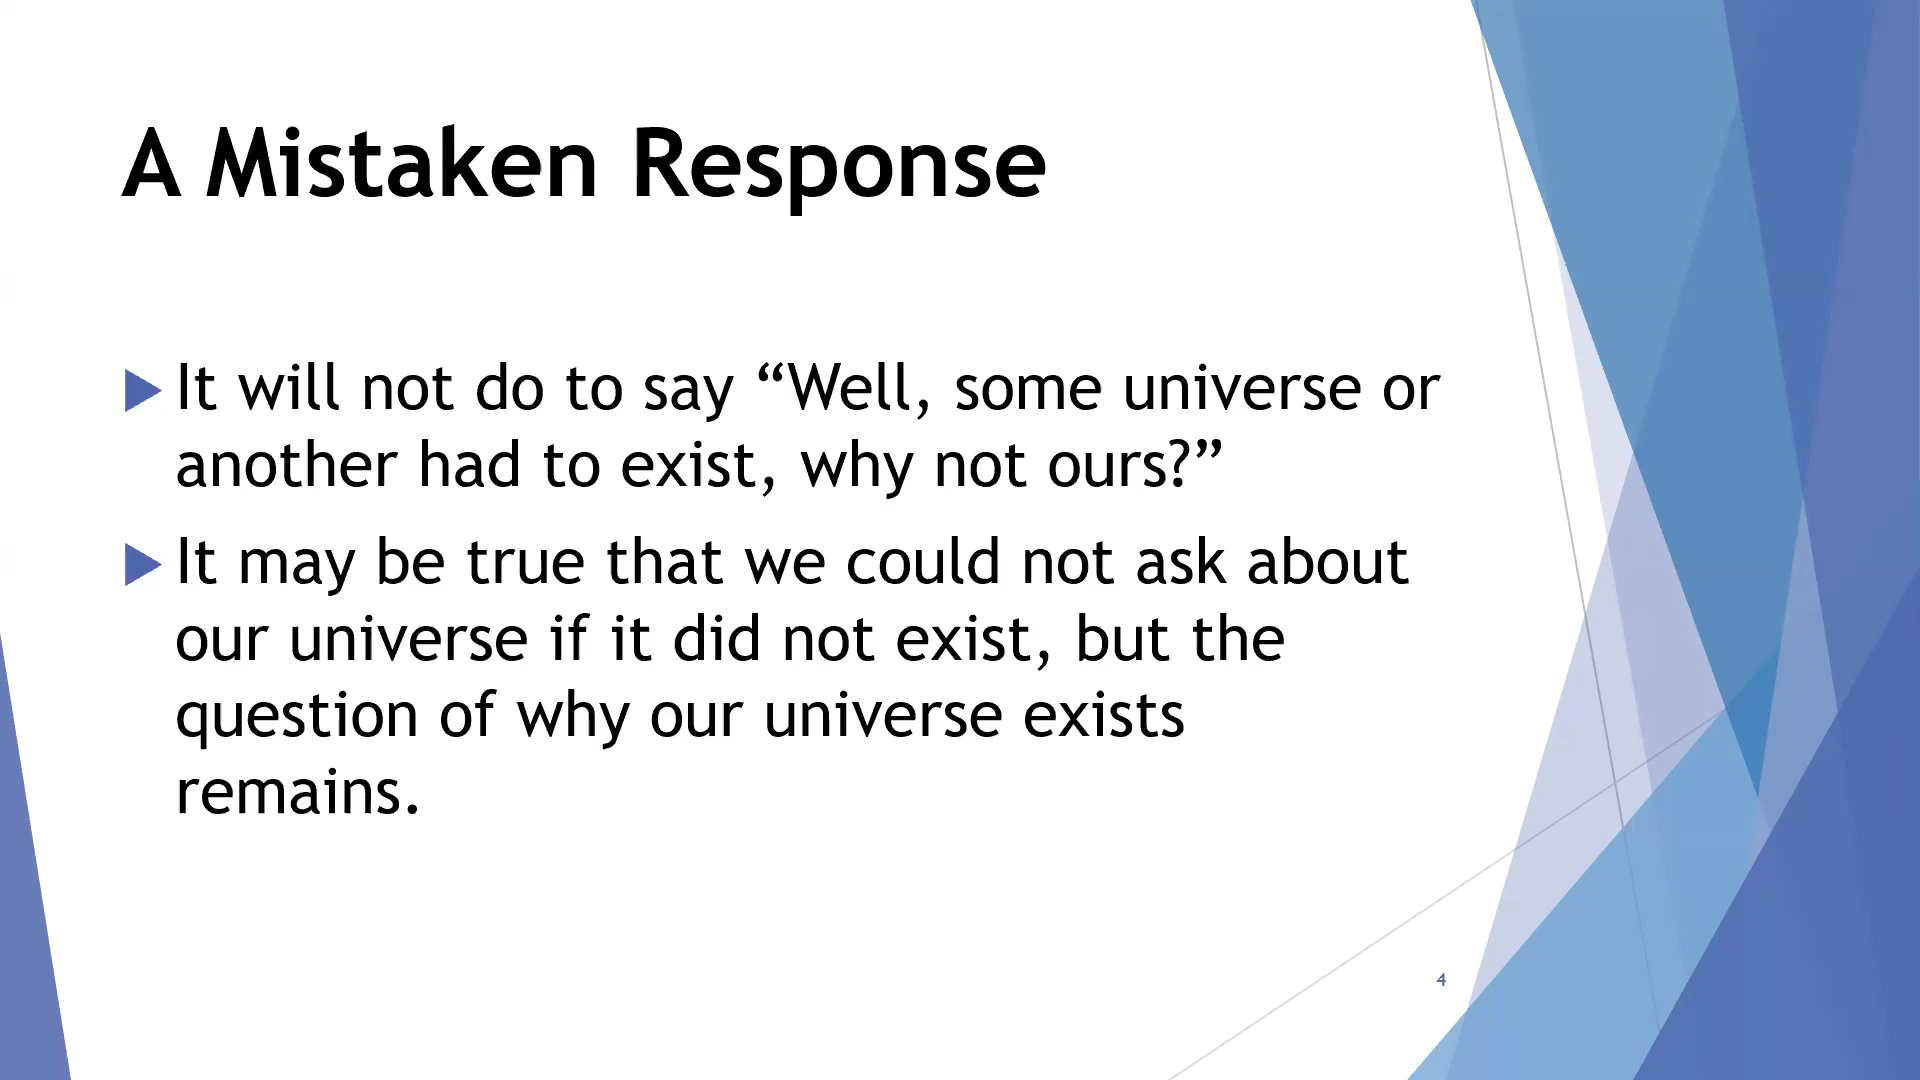 A Mistaken Response
It will not do to say “Well, some universe or
another had to exist, why not ours?”
It may be true that we could not ask about
our universe if it did not exist, but the
question of why our universe exists
remains.
4